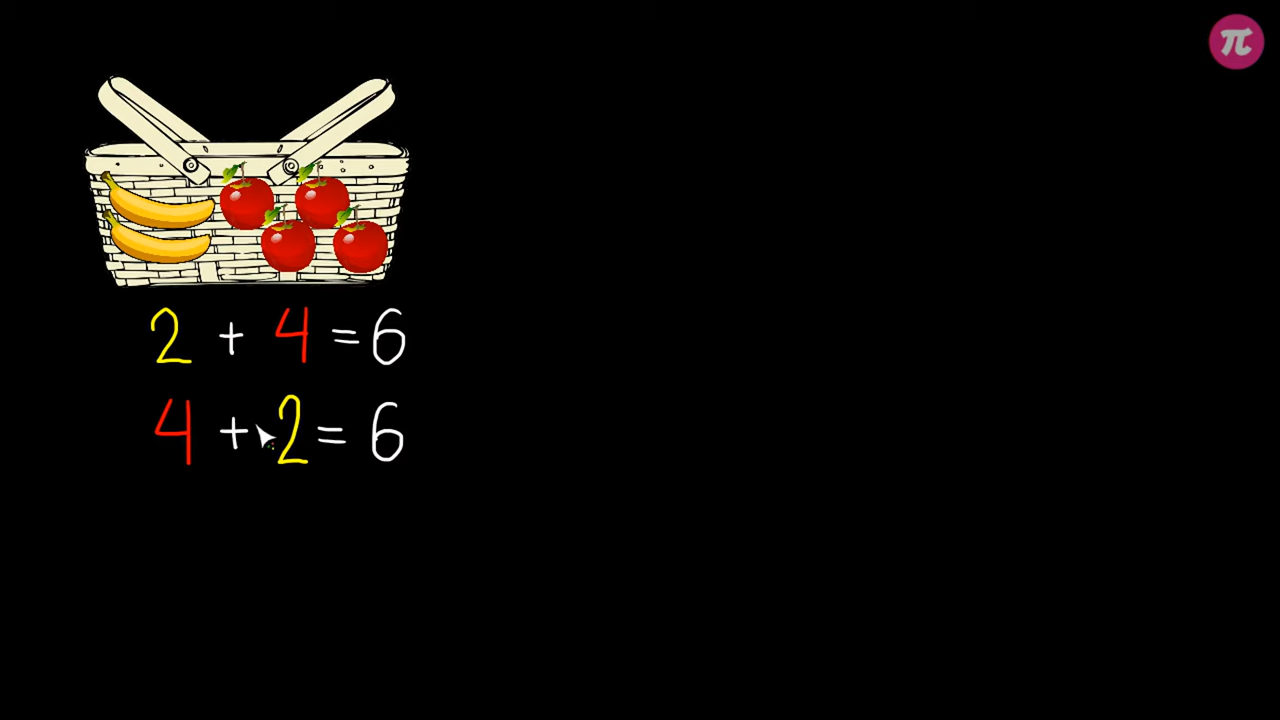 π
2 + 4 = 6
4 + 2 = 6